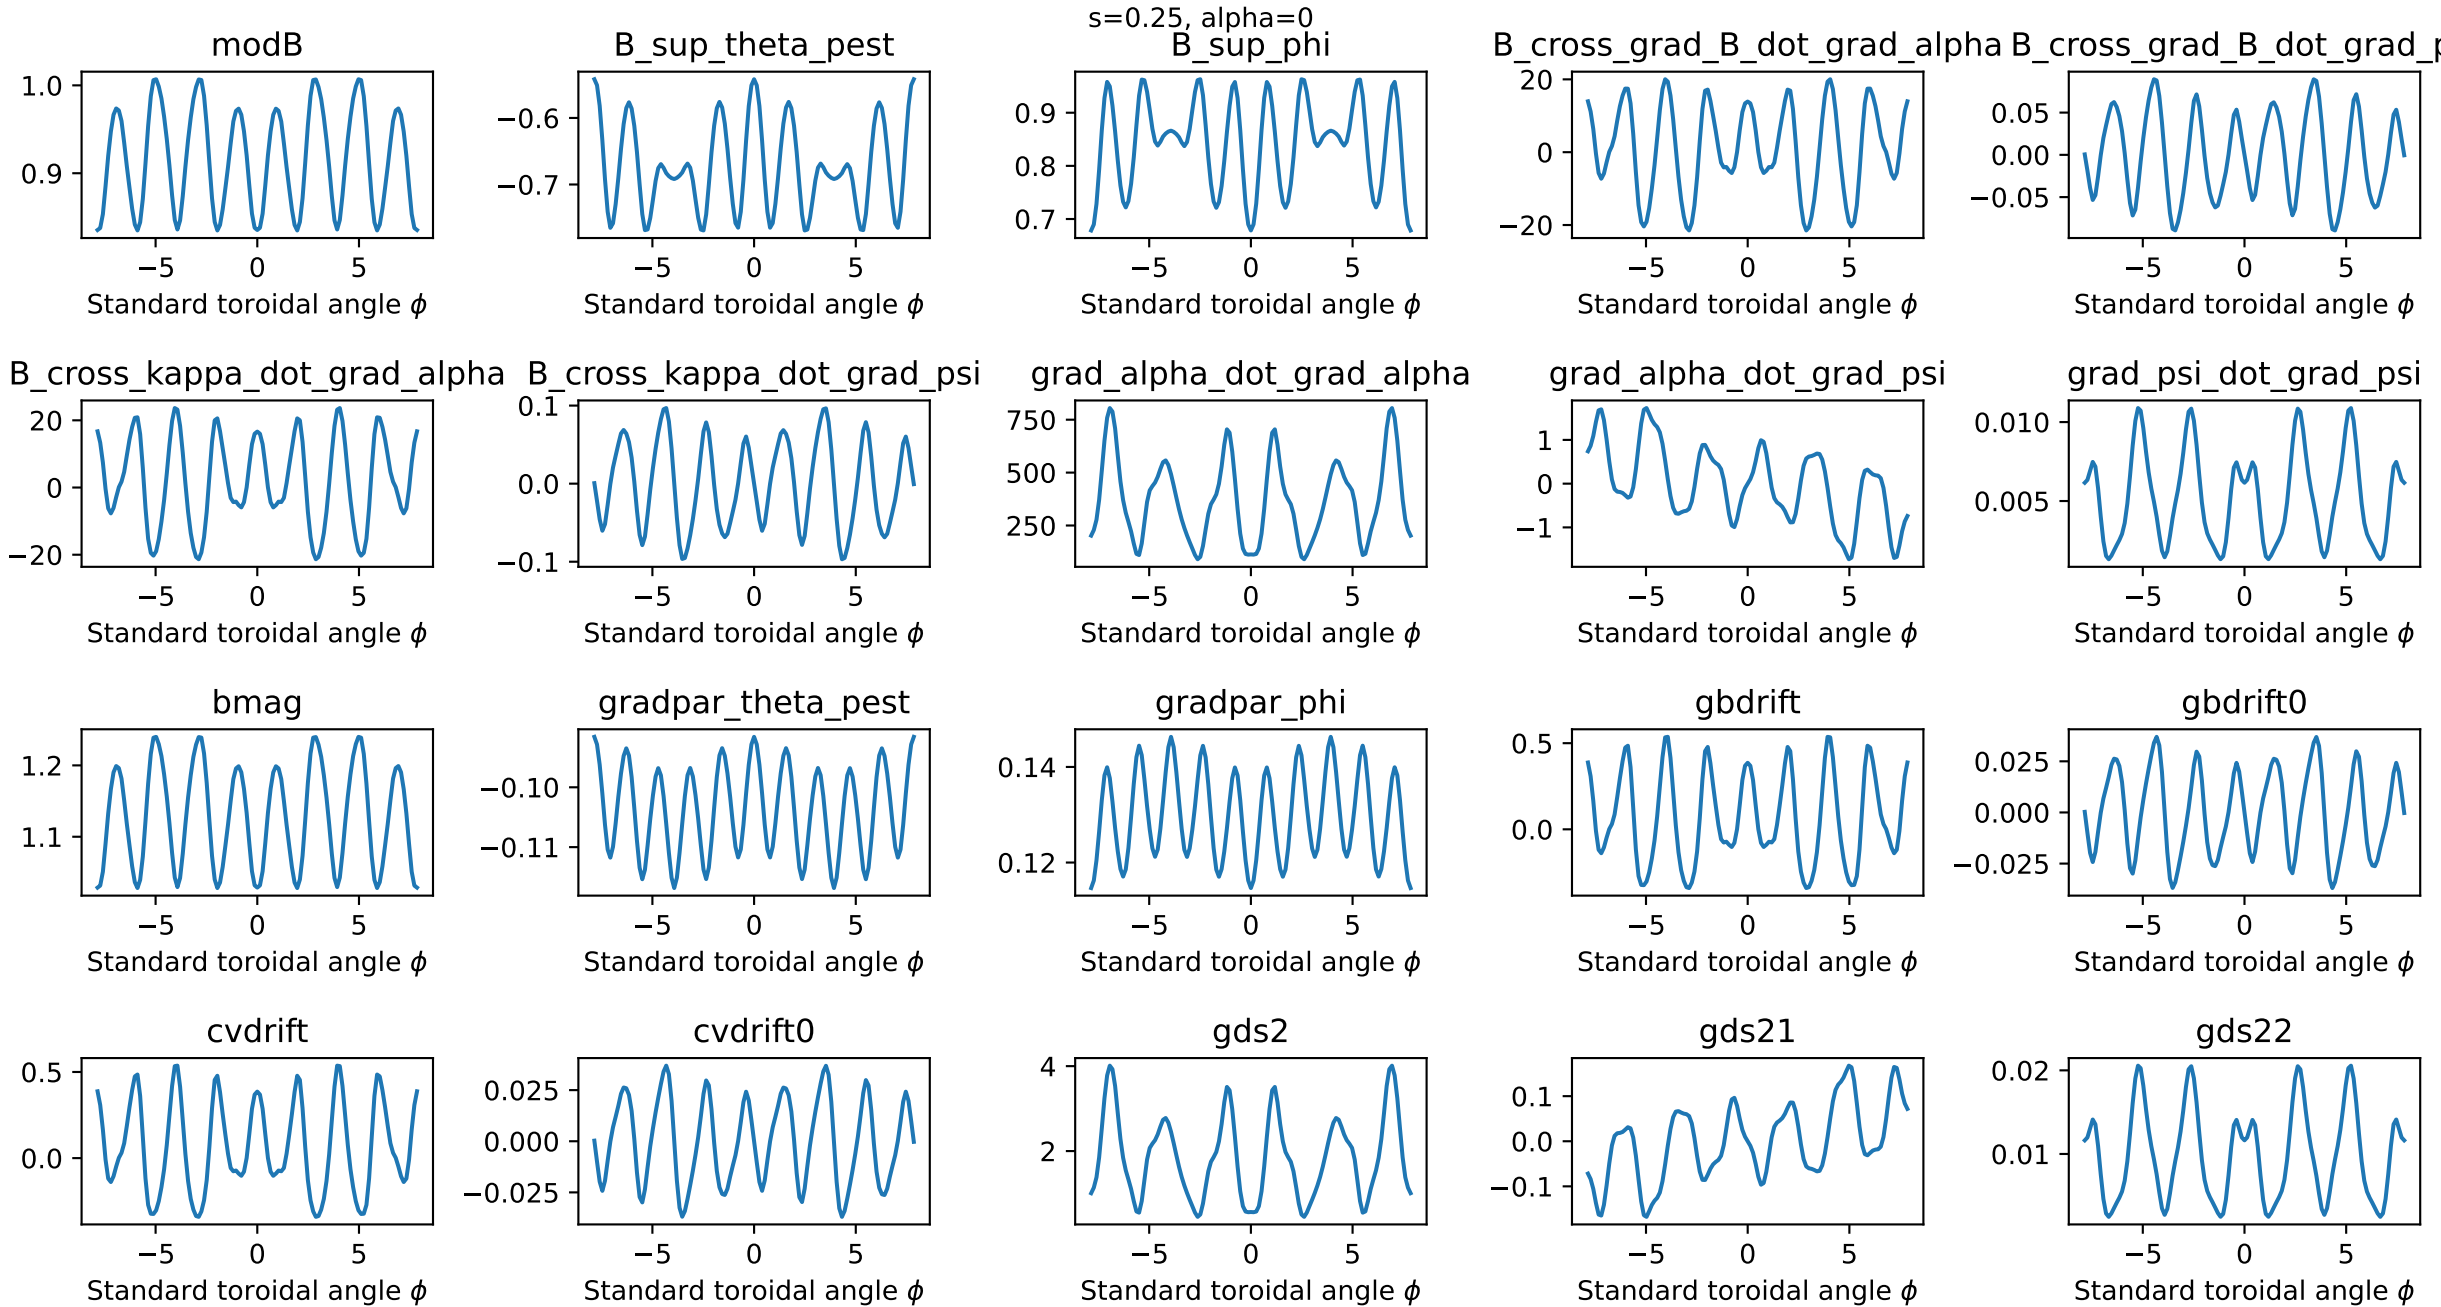 s=0.25, alpha=0
modB
B_sup_theta_pest
B_sup_phi
B_cross_grad_B_dot_grad_alpha
B_cross_grad_B_dot_grad_p
1.0
0.9
−5 0 5
Standard toroidal angle ϕ
−0.6
−0.7
−5 0 5
Standard toroidal angle ϕ
0.9
0.8
0.7
−5 0 5
Standard toroidal angle ϕ
20
0
−20
−5 0 5
Standard toroidal angle ϕ
0.05
0.00
−0.05
−5 0 5
Standard toroidal angle ϕ
B_cross_kappa_dot_grad_alpha
20
0
−20
−5 0 5
Standard toroidal angle ϕ
B_cross_kappa_dot_grad_psi
0.1
0.0
−0.1
−5 0 5
Standard toroidal angle ϕ
grad_alpha_dot_grad_alpha
750
500
250
−5 0 5
Standard toroidal angle ϕ
grad_alpha_dot_grad_psi
1
0
−1
−5 0 5
Standard toroidal angle ϕ
grad_psi_dot_grad_psi
0.010
0.005
−5 0 5
Standard toroidal angle ϕ
bmag
1.2
1.1
−5 0 5
Standard toroidal angle ϕ
gradpar_theta_pest
−0.10
−0.11
−5 0 5
Standard toroidal angle ϕ
gradpar_phi
0.14
0.12
−5 0 5
Standard toroidal angle ϕ
gbdrift
0.5
0.0
−5 0 5
Standard toroidal angle ϕ
gbdrift0
0.025
0.000
−0.025
−5 0 5
Standard toroidal angle ϕ
cvdrift
0.5
0.0
−5 0 5
Standard toroidal angle ϕ
cvdrift0
0.025
0.000
−0.025
−5 0 5
Standard toroidal angle ϕ
gds2
4
2
−5 0 5
Standard toroidal angle ϕ
gds21
0.1
0.0
−0.1
−5 0 5
Standard toroidal angle ϕ
gds22
0.02
0.01
−5 0 5
Standard toroidal angle ϕ